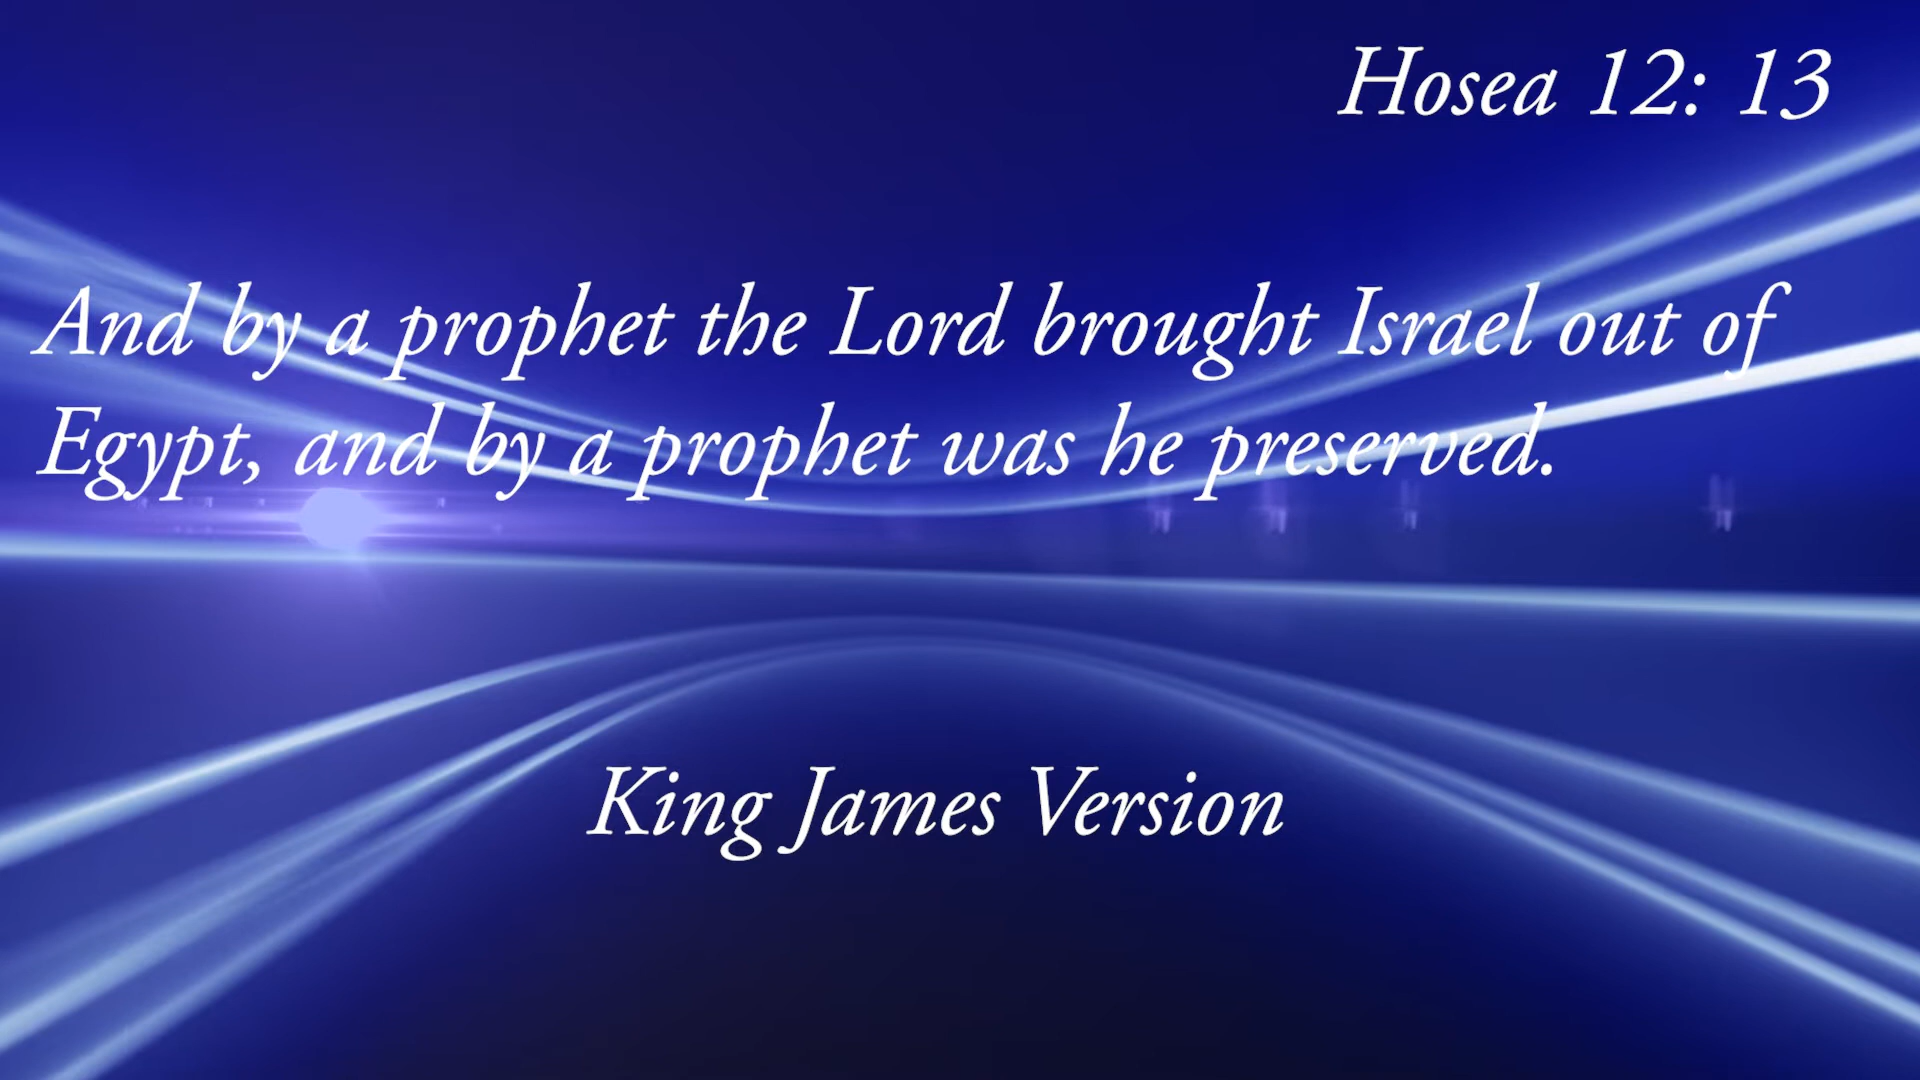 Hosea 12: 13
And by a prophet the Lord brought Israel out of
Egypt, and by a prophet was he preserved.
King James Version